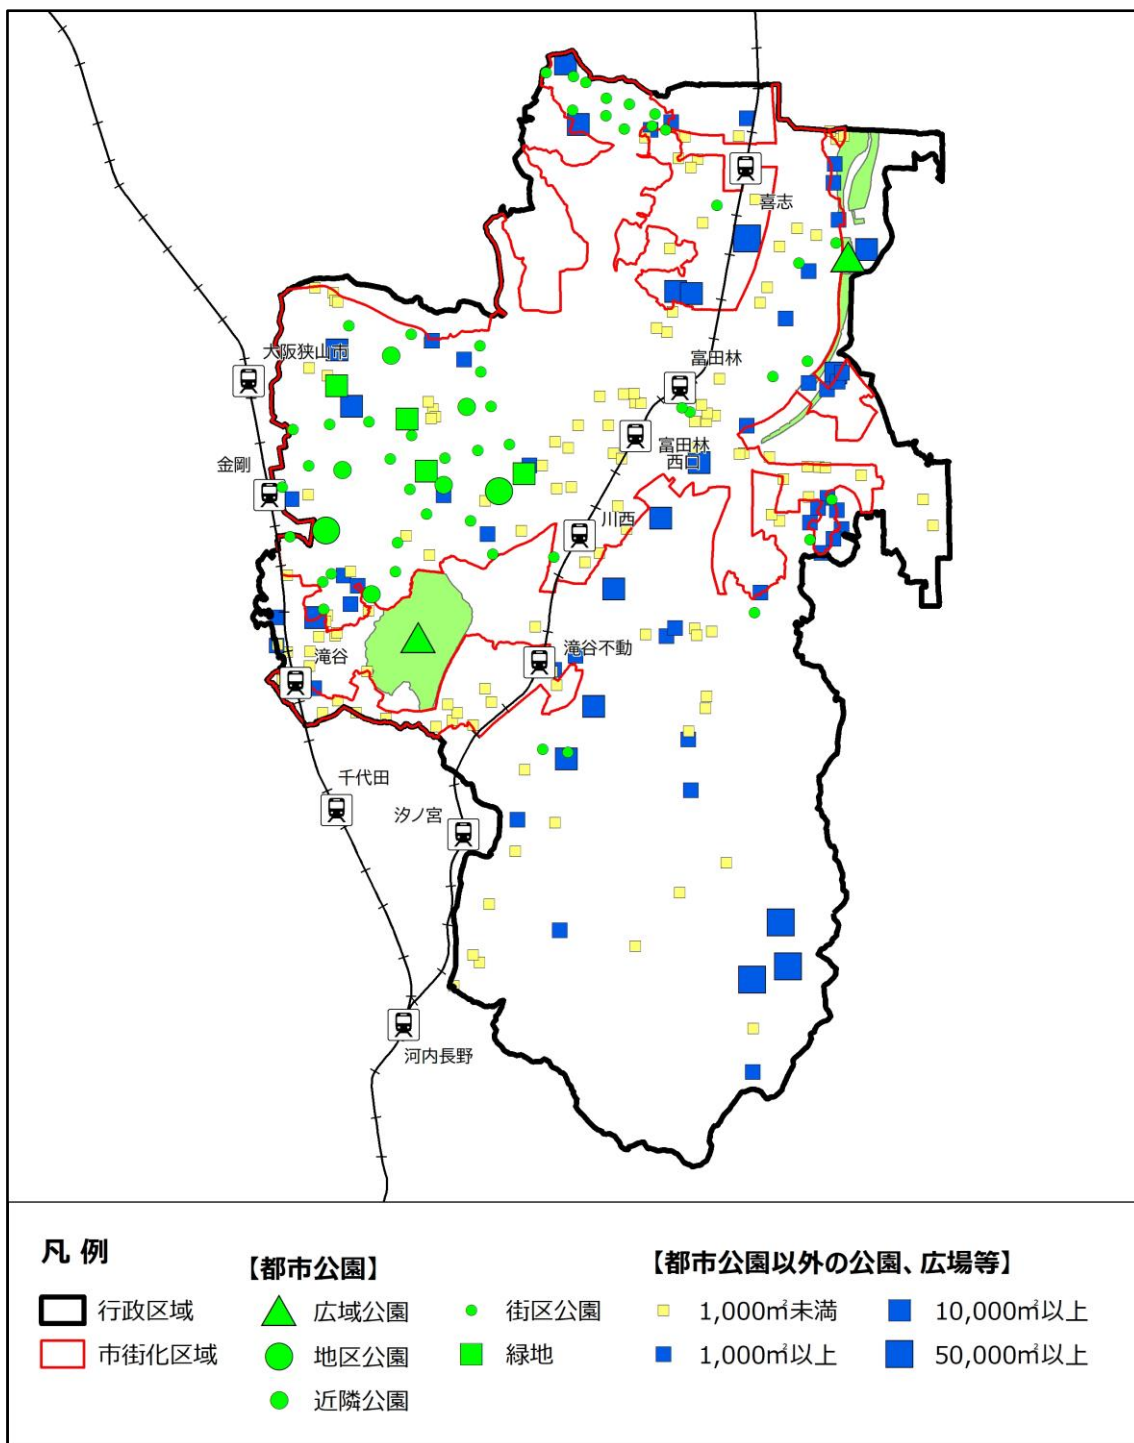 喜志
大阪狭山市
富田林
金剛
富田林
西口
川西
滝谷
滝谷不動
千代田
汐ノ宮
河内長野
凡 例
行政区域
市街化区域
【都市公園】
広域公園
街区公園
地区公園
緑地
近隣公園
【都市公園以外の公園、広場等】
1,000㎡未満
10,000㎡以上
1,000㎡以上
50,000㎡以上